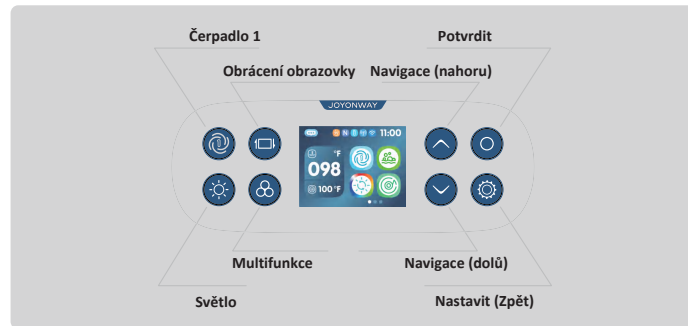 Čerpadlo 1
Potvrdit
Obrácení obrazovky
Navigace (nahoru)
JOYONWAY
N
11:00
°F
098
100 °F
Multifunkce
Navigace (dolů)
Světlo
Nastavit (Zpět)